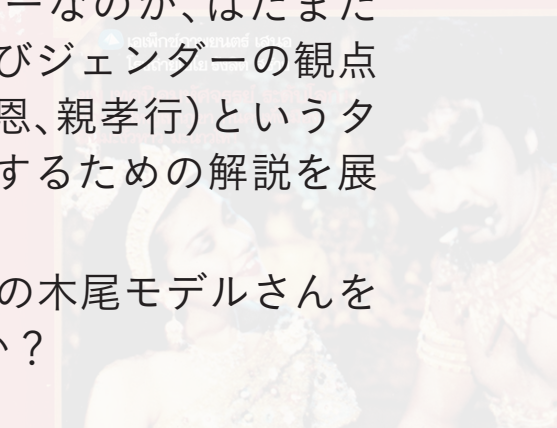 ーなのか、はたまた
びジェンダーの観点
恩、親孝行)というタ
するための解説を展
の木尾モデルさんを
か？